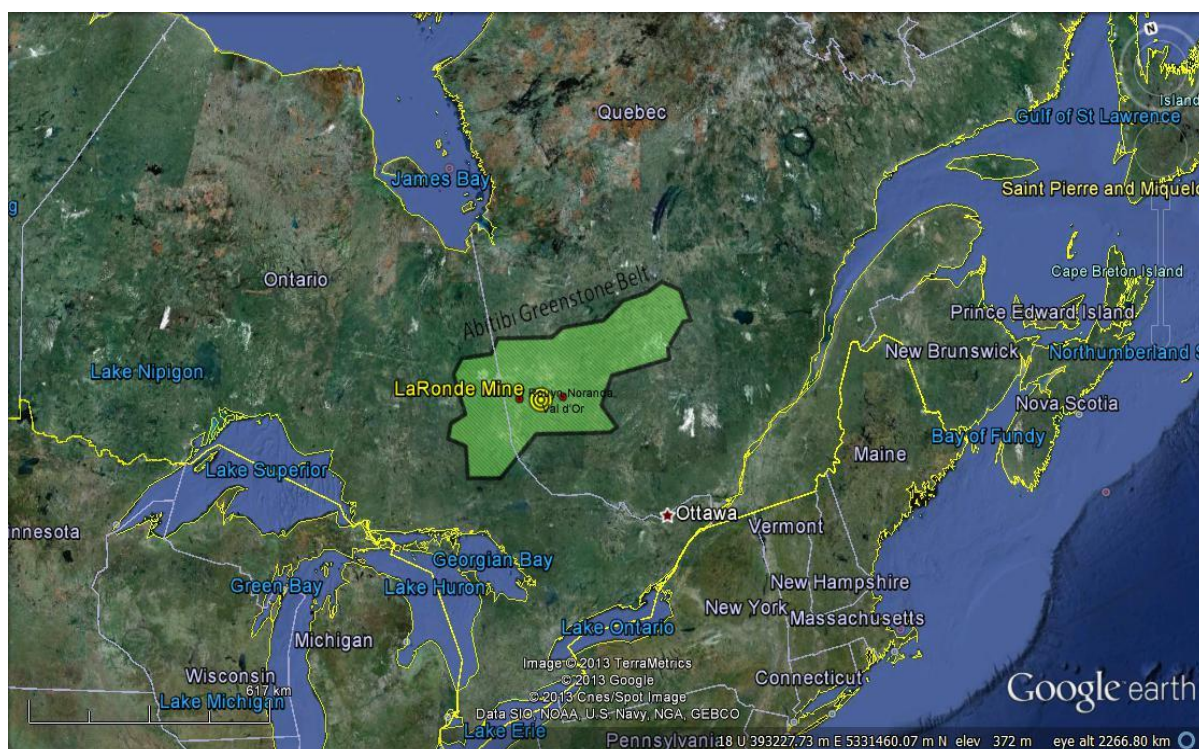 N
Island
Quebec
Gulf of St Lawrence
James Bay
Saint Pierre and Miquelo
g
Ontario
Abitibi Greenstone Belt
Cape Breton Island
Prince Edward Island
Lake Nipigon
New Brunswick
Northumberland S
LaRonde Mine
Noranda,
Val d'Or
Nova Scotia
Bay of Fundy
Maine
Lake Superior
Ottawa
Vermont
innesota
Georgian Bay
Green Bay
Lake Huron
New Hampshire
New York
Massachusetts
Lake Ontario
Michigan
Image © 2013 TerraMetrics
© 2013 Google
© 2013 Cnes/Spot Image
Data SIO, NOAA, U.S. Navy, NGA, GEBCO
Wisconsin
617 km
Connecticut
Lake Michigan
Google earth
Lake Erie
Pennsylvania
18 U 393227.73 m E 5331460.07 m N elev 372 m eye alt 2266.80 km